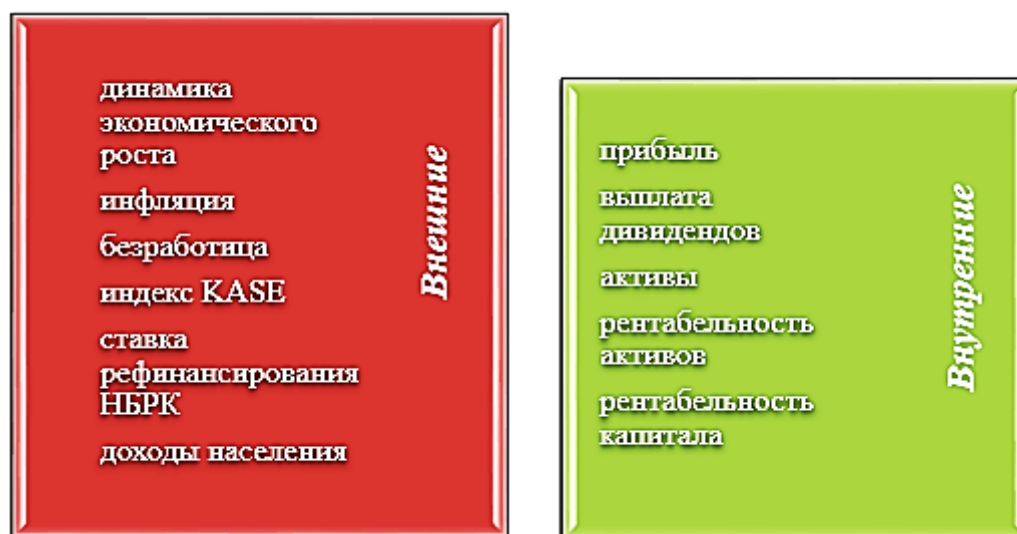 динамика
экономического
роста
инфляция
безработица
индекс KASE
ставка
рефинансирования
НБРК
доходы населения
Внешние
прибыль
выплата
дивидендов
активы
рентабельность
активов
рентабельность
капитала
Внутренние